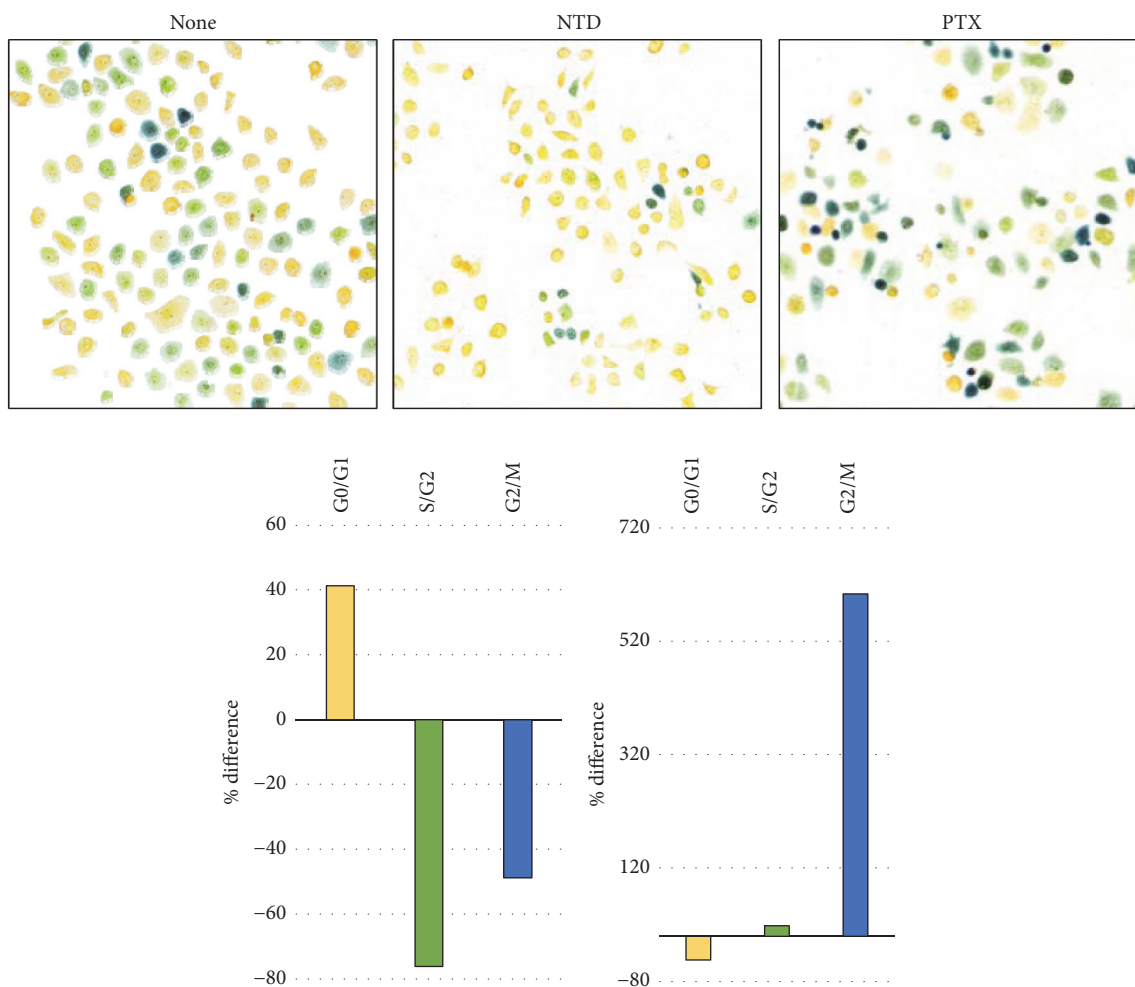 None
NTD
PTX
G0/G1
S/G2
G2/M
% difference
60
40
20
0
−20
−40
−60
−80
G0/G1
S/G2
G2/M
% difference
720
520
320
120
−80